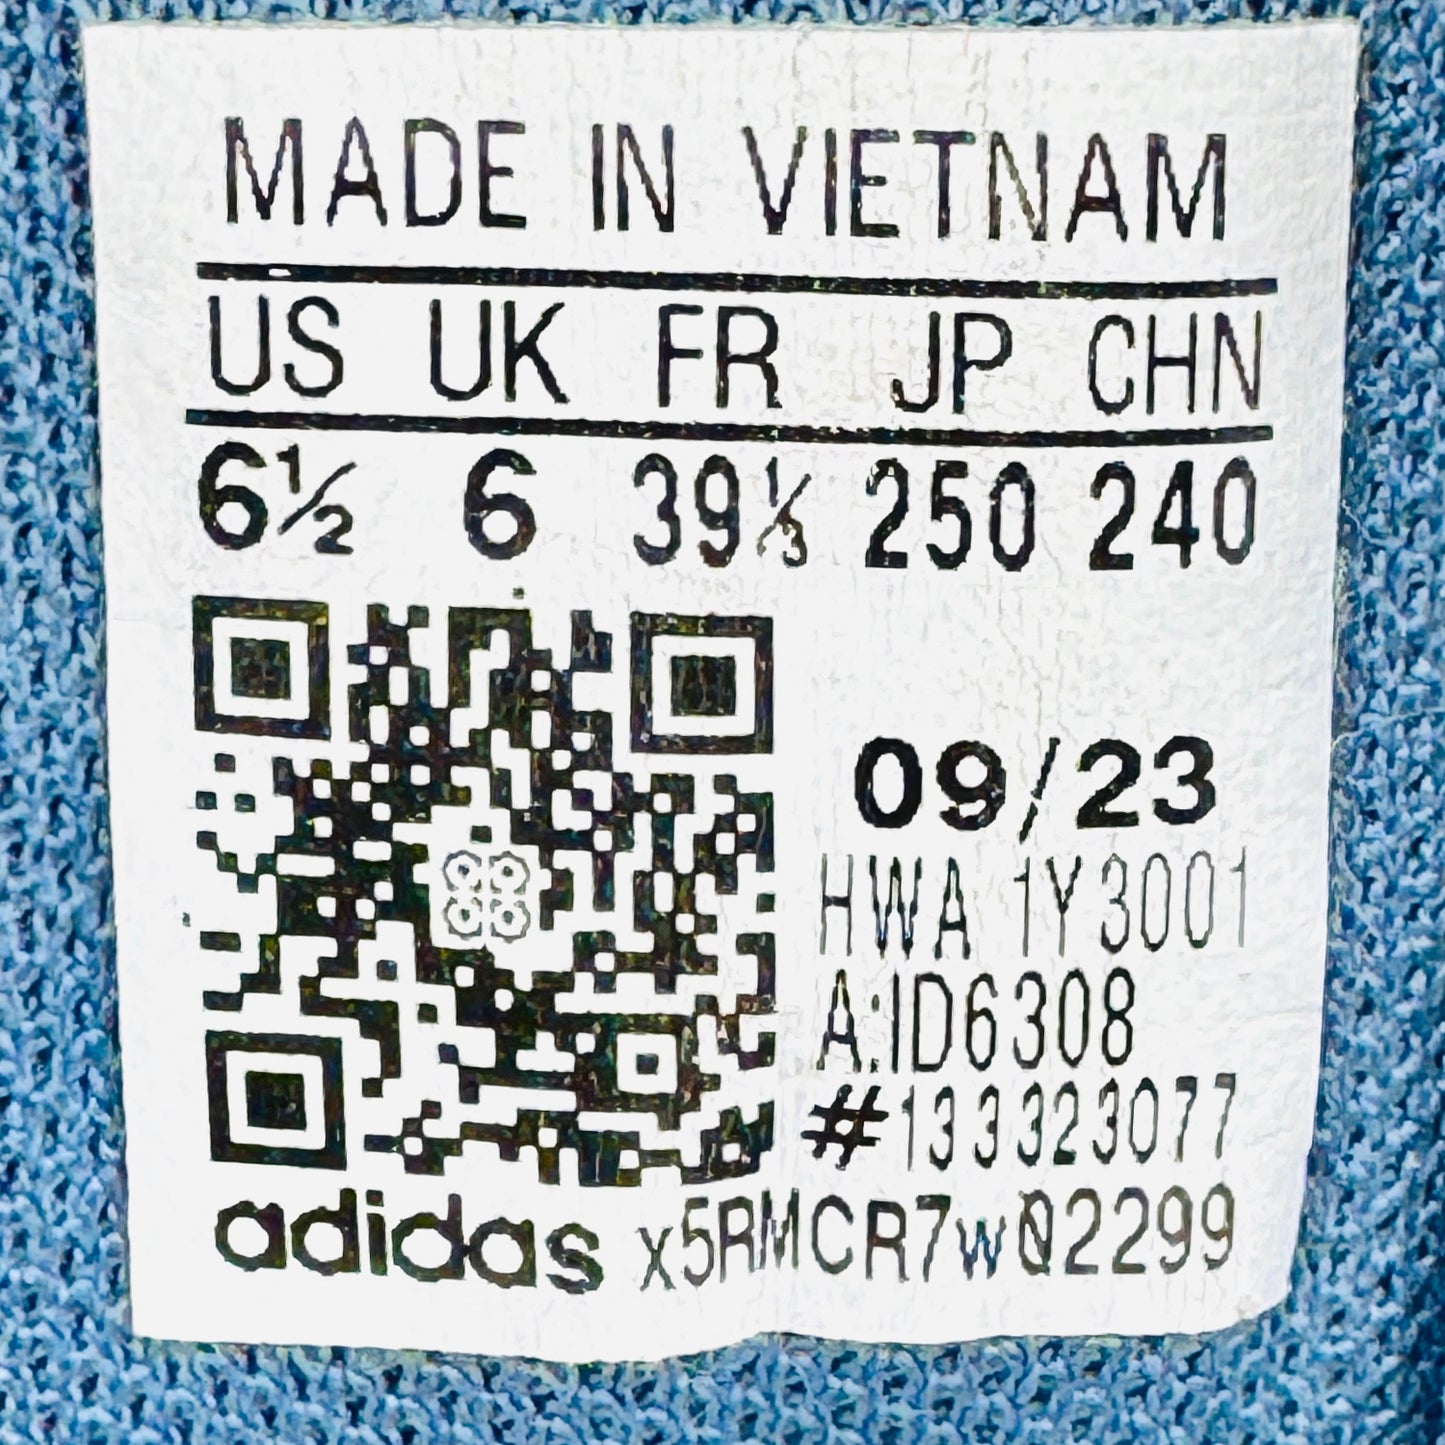 MADE IN VIETNAM
US UK FR JP CHN
6½ 6 39⅓ 250 240
09/23
HWA 1Y3001
A:ID6308
#133323077
adidas x5RMCR7w02299